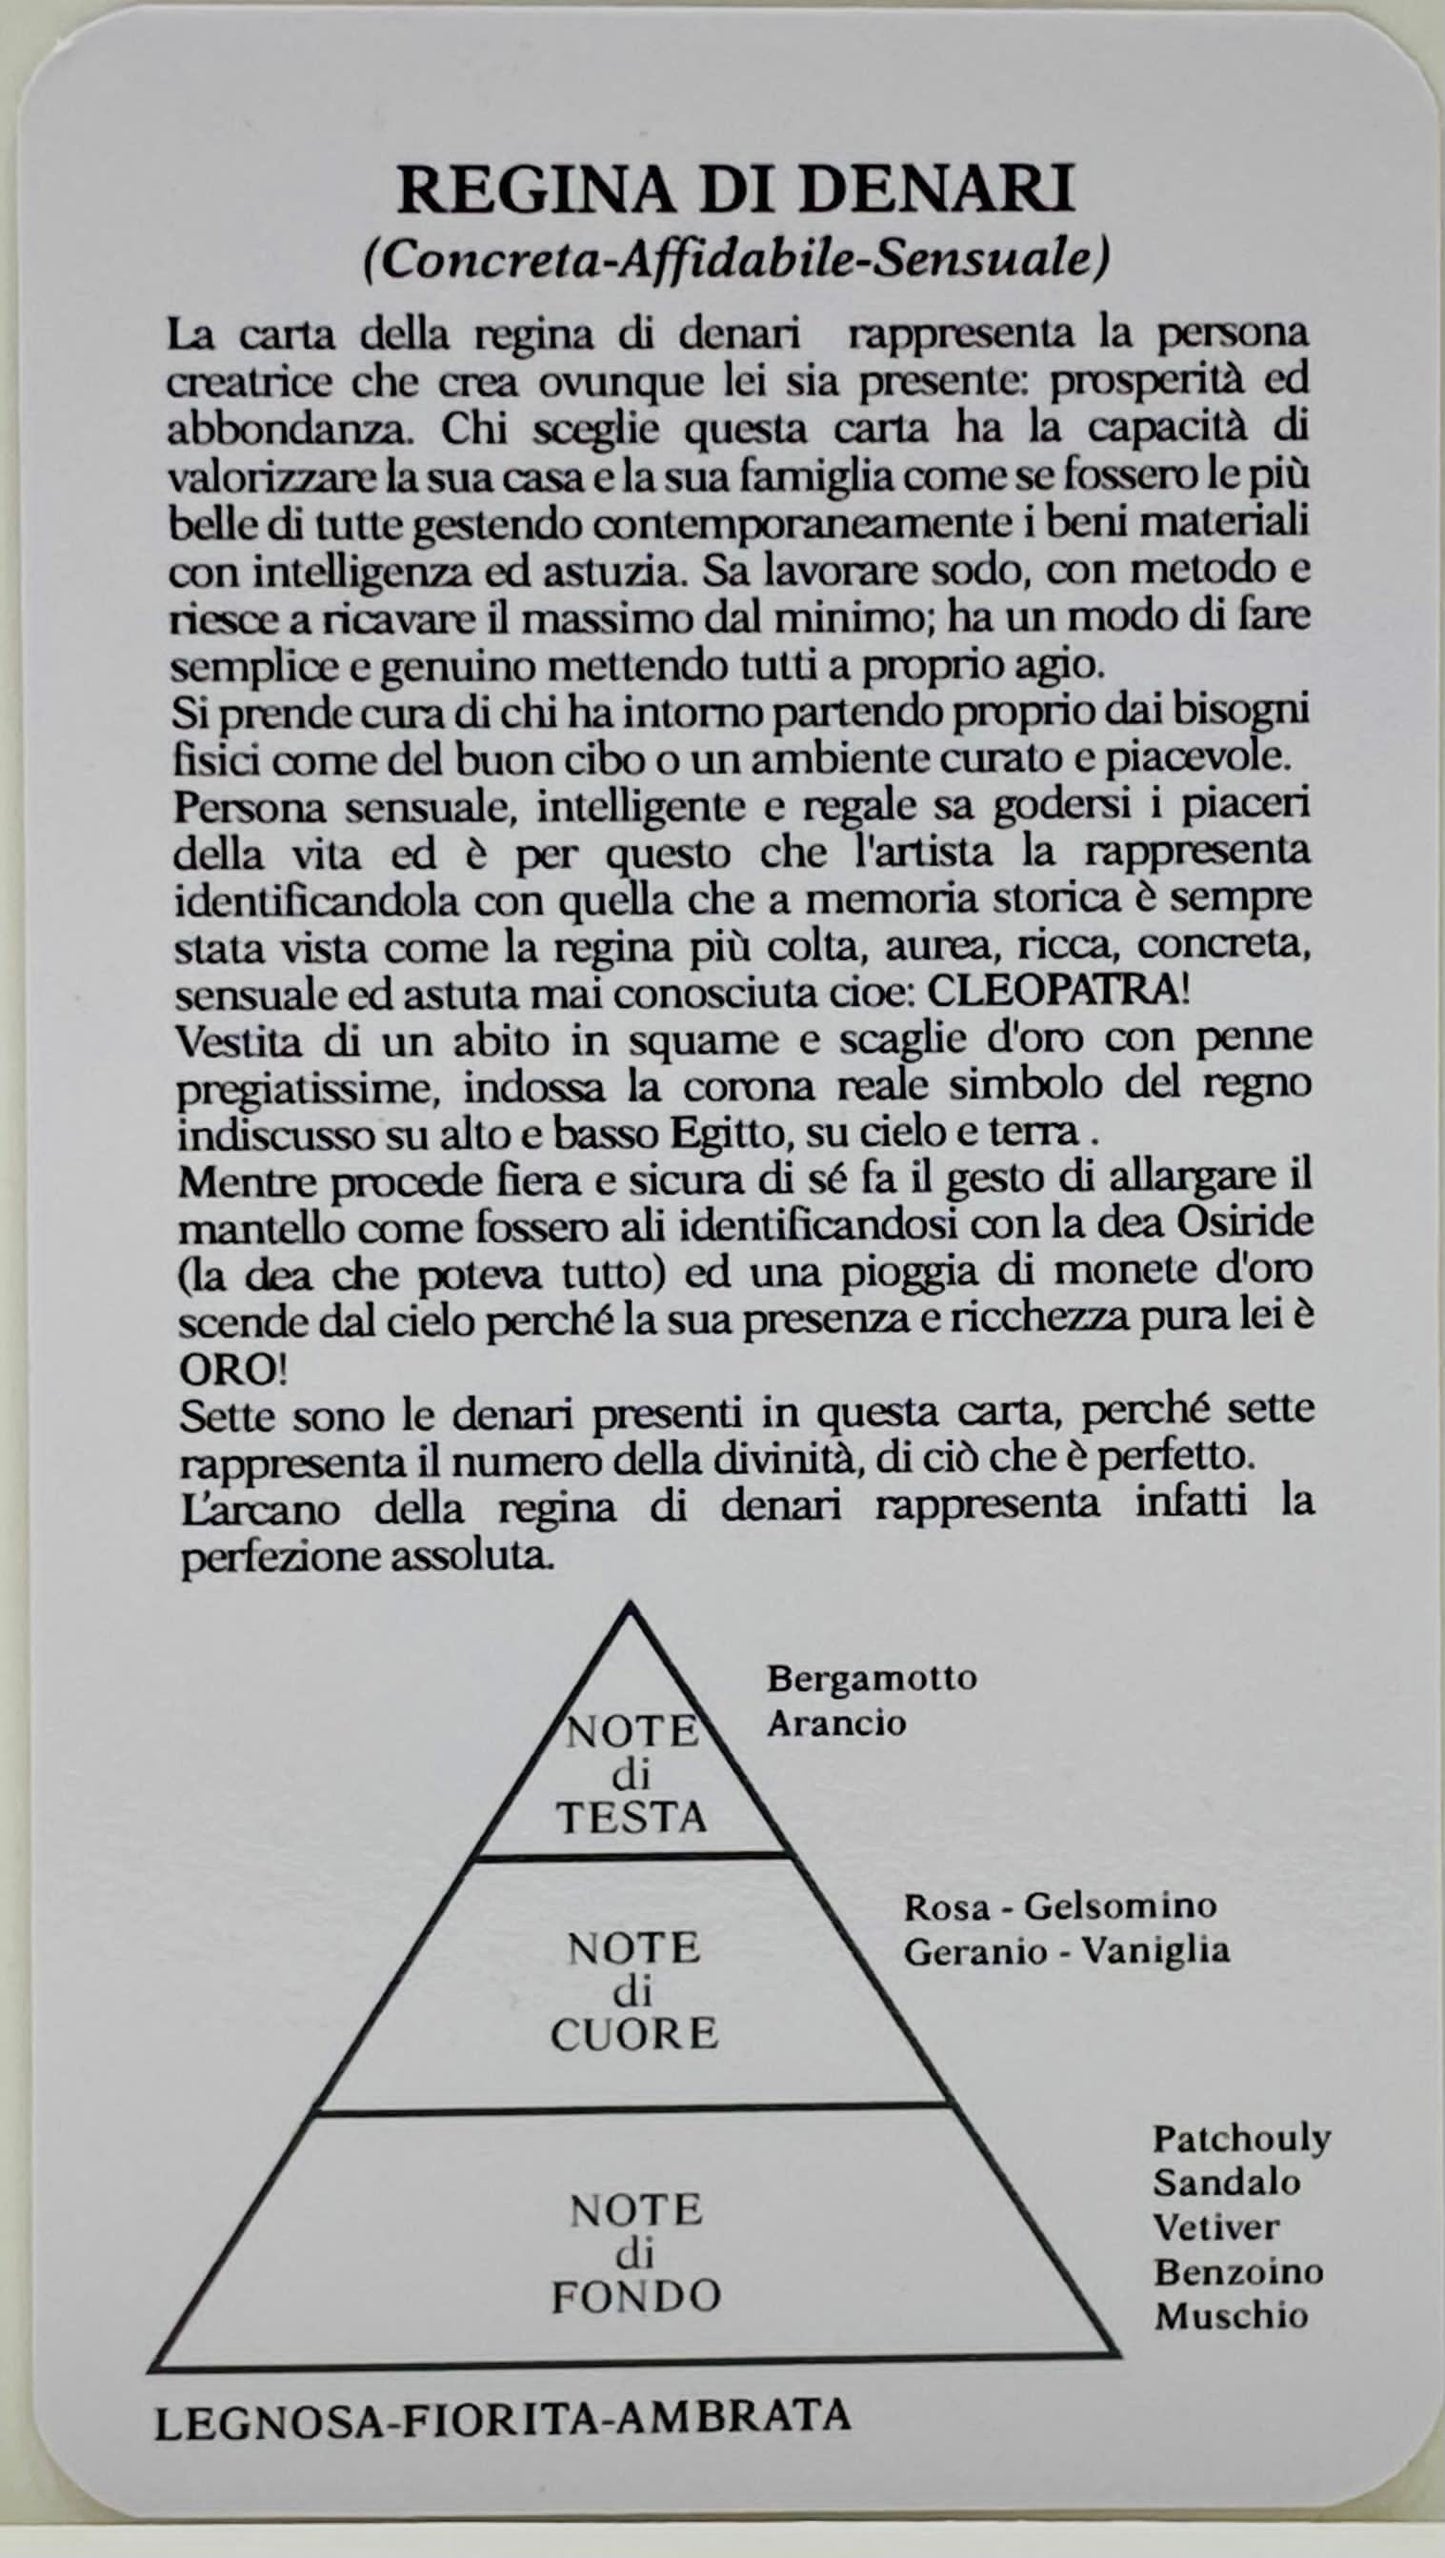 REGINA DI DENARI
(Concreta-Affidabile-Sensuale)
La carta della regina di denari rappresenta la persona
creatrice che crea ovunque lei sia presente: prosperità ed
abbondanza. Chi sceglie questa carta ha la capacità di
valorizzare la sua casa e la sua famiglia come se fossero le più
belle di tutte gestendo contemporaneamente i beni materiali
con intelligenza ed astuzia. Sa lavorare sodo, con metodo e
riesce a ricavare il massimo dal minimo; ha un modo di fare
semplice e genuino mettendo tutti a proprio agio.
Si prende cura di chi ha intorno partendo proprio dai bisogni
fisici come del buon cibo o un ambiente curato e piacevole.
Persona sensuale, intelligente e regale sa godersi i piaceri
della vita ed è per questo che l'artista la rappresenta
identificandola con quella che a memoria storica è sempre
stata vista come la regina più colta, aurea, ricca, concreta,
sensuale ed astuta mai conosciuta cioe: CLEOPATRA!
Vestita di un abito in squame e scaglie d'oro con penne
pregiatissime, indossa la corona reale simbolo del regno
indiscusso su alto e basso Egitto, su cielo e terra .
Mentre procede fiera e sicura di sé fa il gesto di allargare il
mantello come fossero ali identificandosi con la dea Osiride
(la dea che poteva tutto) ed una pioggia di monete d'oro
scende dal cielo perché la sua presenza e ricchezza pura lei è
ORO!
Sette sono le denari presenti in questa carta, perché sette
rappresenta il numero della divinità, di ciò che è perfetto.
L'arcano della regina di denari rappresenta infatti la
perfezione assoluta.
Bergamotto
Arancio
NOTE
di
TESTA
Rosa - Gelsomino
Geranio - Vaniglia
NOTE
di
CUORE
Patchouly
Sandalo
Vetiver
Benzoino
Muschio
NOTE
di
FONDO
LEGNOSA-FIORITA-AMBRATA